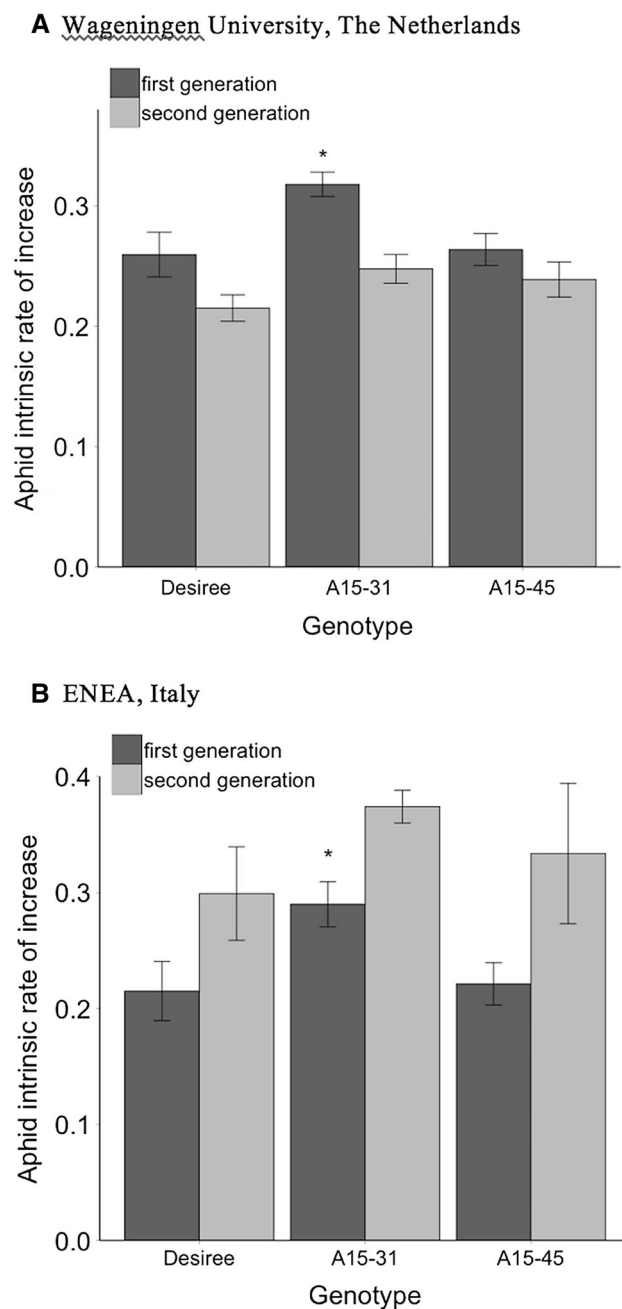 A Wageningen University, The Netherlands
first generation
second generation
Aphid intrinsic rate of increase
0.3
0.2
0.1
0.0
*
Desiree
A15-31
A15-45
Genotype
B ENEA, Italy
first generation
second generation
Aphid intrinsic rate of increase
0.4
0.3
0.2
0.1
0.0
*
Desiree
A15-31
A15-45
Genotype